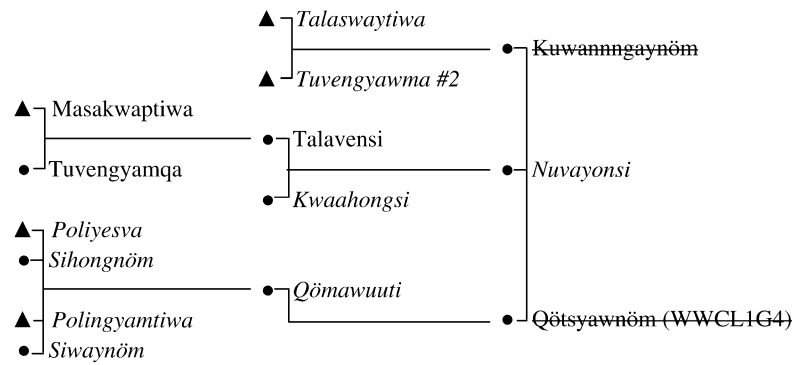 Talaswaytiwa
Kuwannngaynöm
Tuvengyawma #2
Masakwaptiwa
Talavensi
Tuvengyamqa
Nuvayonsi
Kwaahongsi
Poliyesva
Sihongnöm
Qömawuuti
Polingyamtiwa
Qötsyawnöm (WWCL1G4)
Siwaynöm